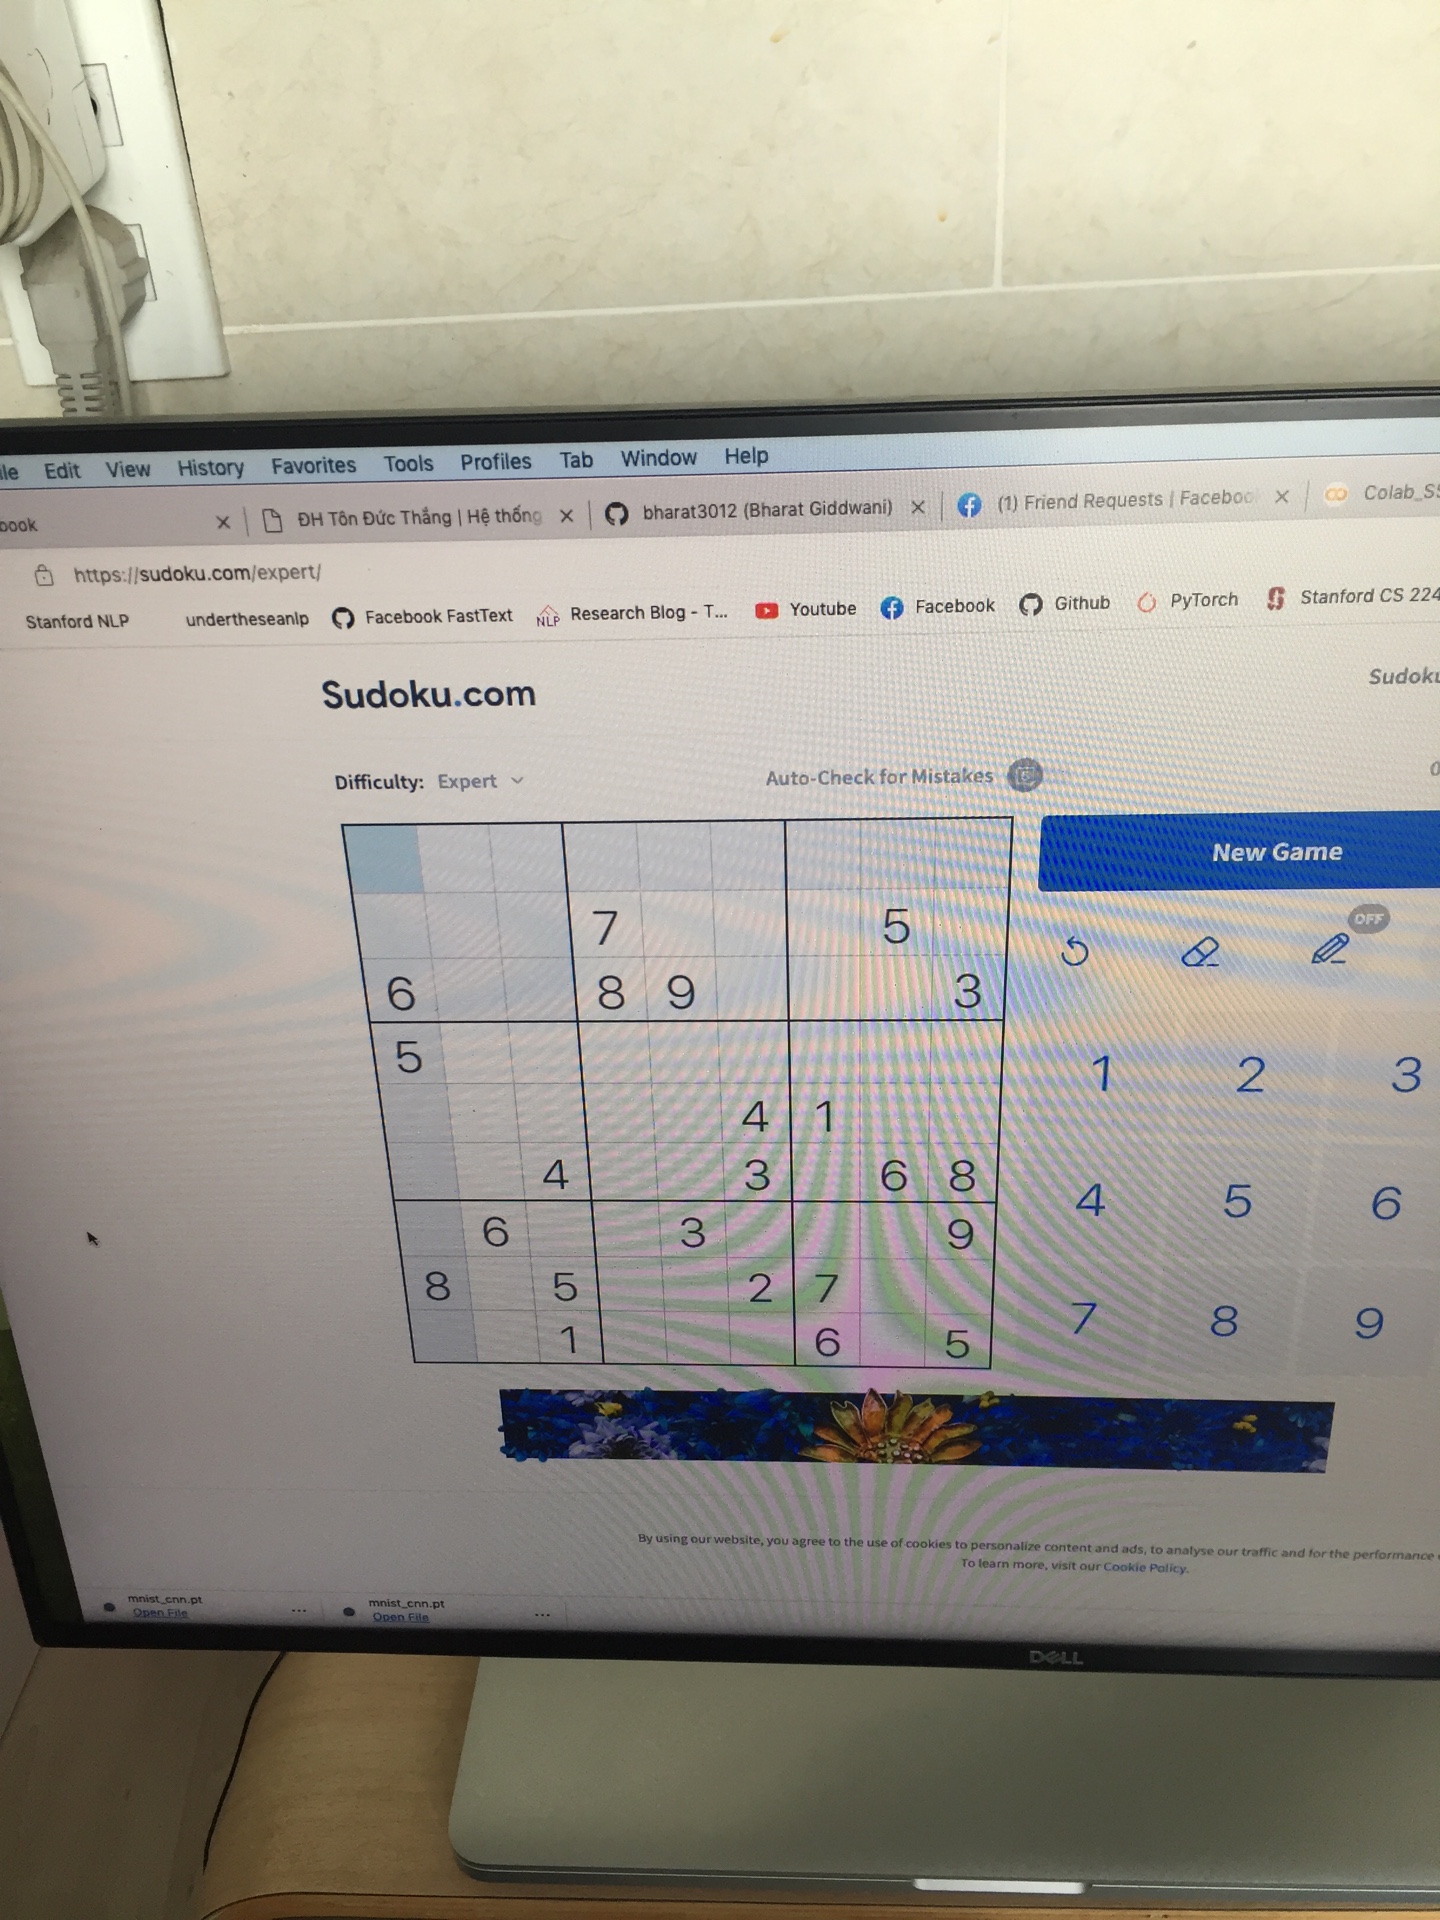 ile Edit View History Favorites Tools Profiles Tab Window Help
book ĐH Tôn Đức Thắng | Hệ thống bharat3012 (Bharat Giddwani) (1) Friend Requests | Faceboo Colab_SS
https://sudoku.com/expert/
Stanford NLP undertheseanlp Facebook FastText NLP Research Blog - T... Youtube Facebook Github PyTorch Stanford CS 224
Sudoku.com Sudoku
Difficulty: Expert Auto-Check for Mistakes
New Game
7 5
OFF
6 8 9 3
5
4 1
4 3 6 8
6 3 9
8 5 2 7
1 6 5
1 2 3
4 5 6
7 8 9
By using our website, you agree to the use of cookies to personalize content and ads, to analyse our traffic and for the performance
To learn more, visit our Cookie Policy.
mnist_cnn.pt
Open File
...
mnist_cnn.pt
Open File
...
DELL